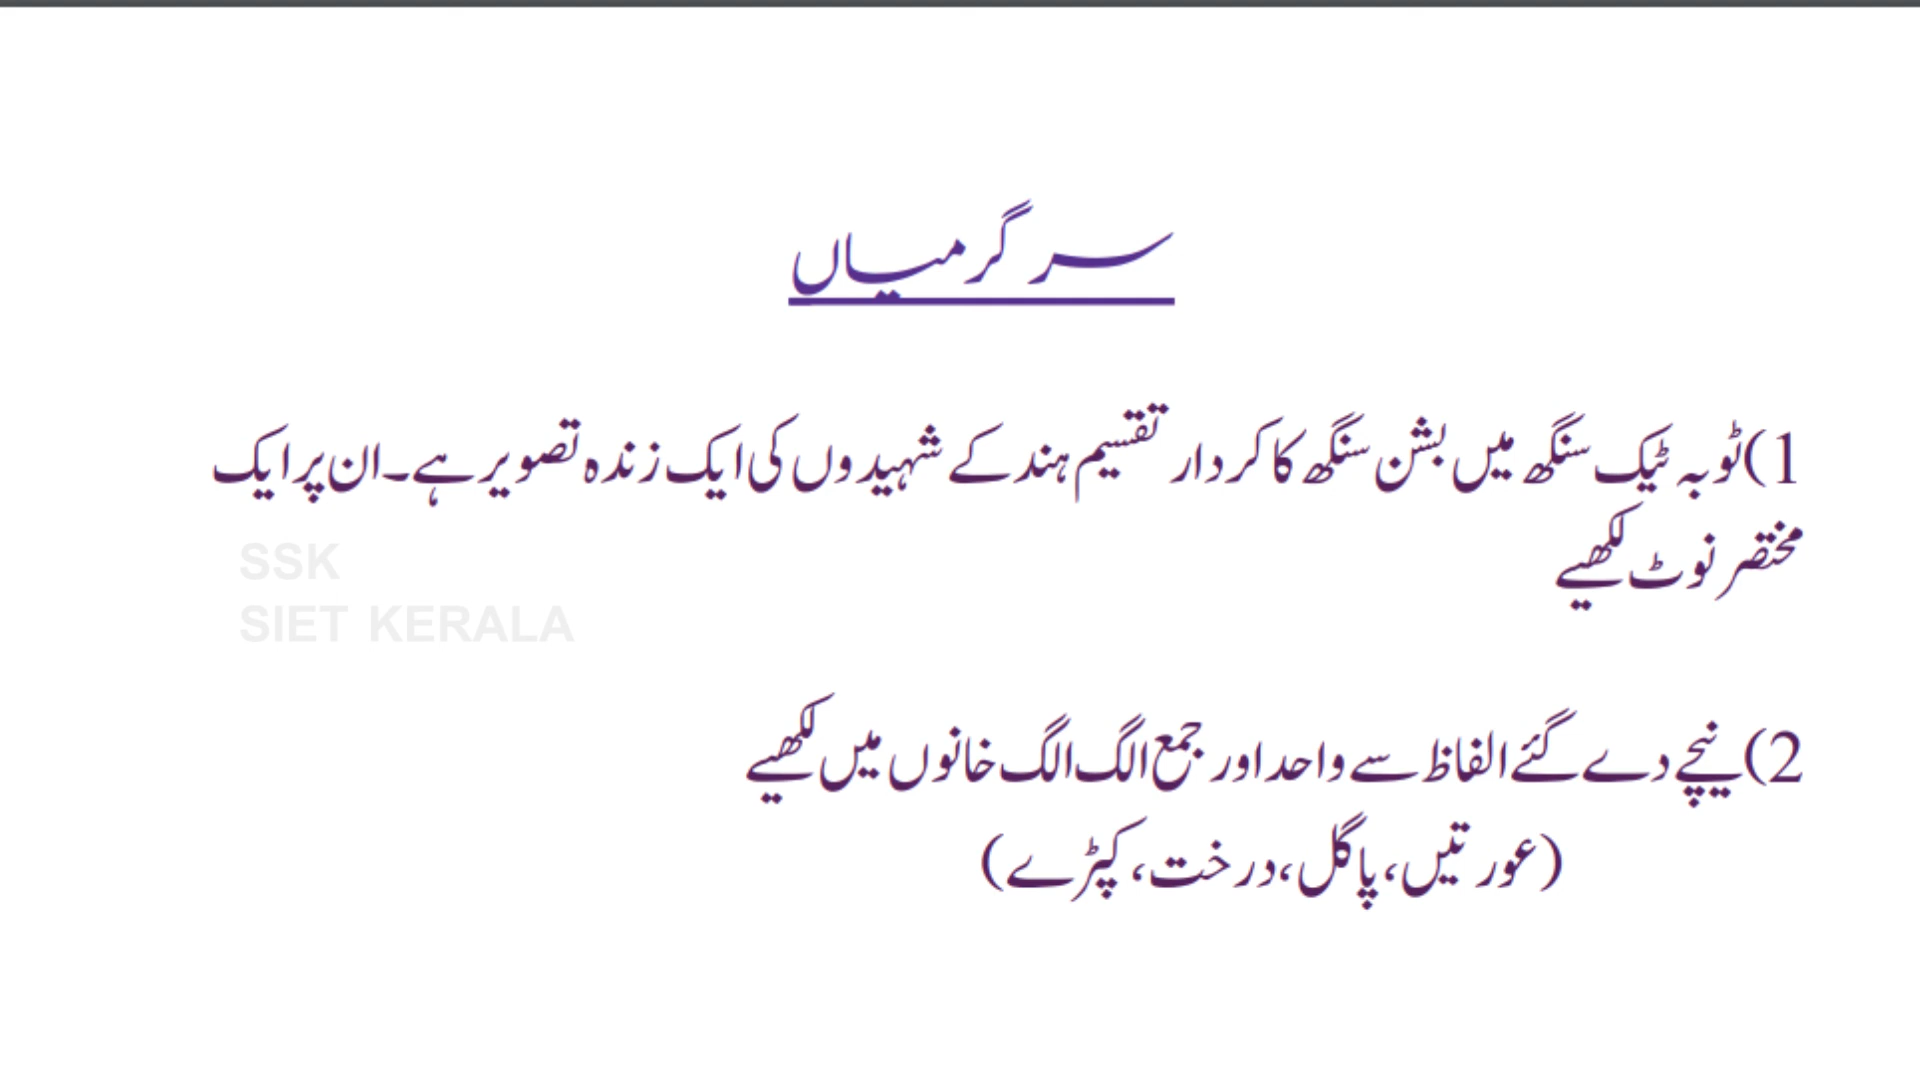 سر گرمیاں
1)ٹوبہ ٹیک سنگھ میں بشن سنگھ کا کردار تقسیم ہند کے شہیدوں کی ایک زندہ تصویر ہے۔ان پر ایک
مختصر نوٹ لکھیے
SSK
SIET KERALA
2)نیچے دے گئے الفاظ سے واحد اور جمع الگ الگ خانوں میں لکھیے
(عورتیں، پاگل، درخت، کپڑے)